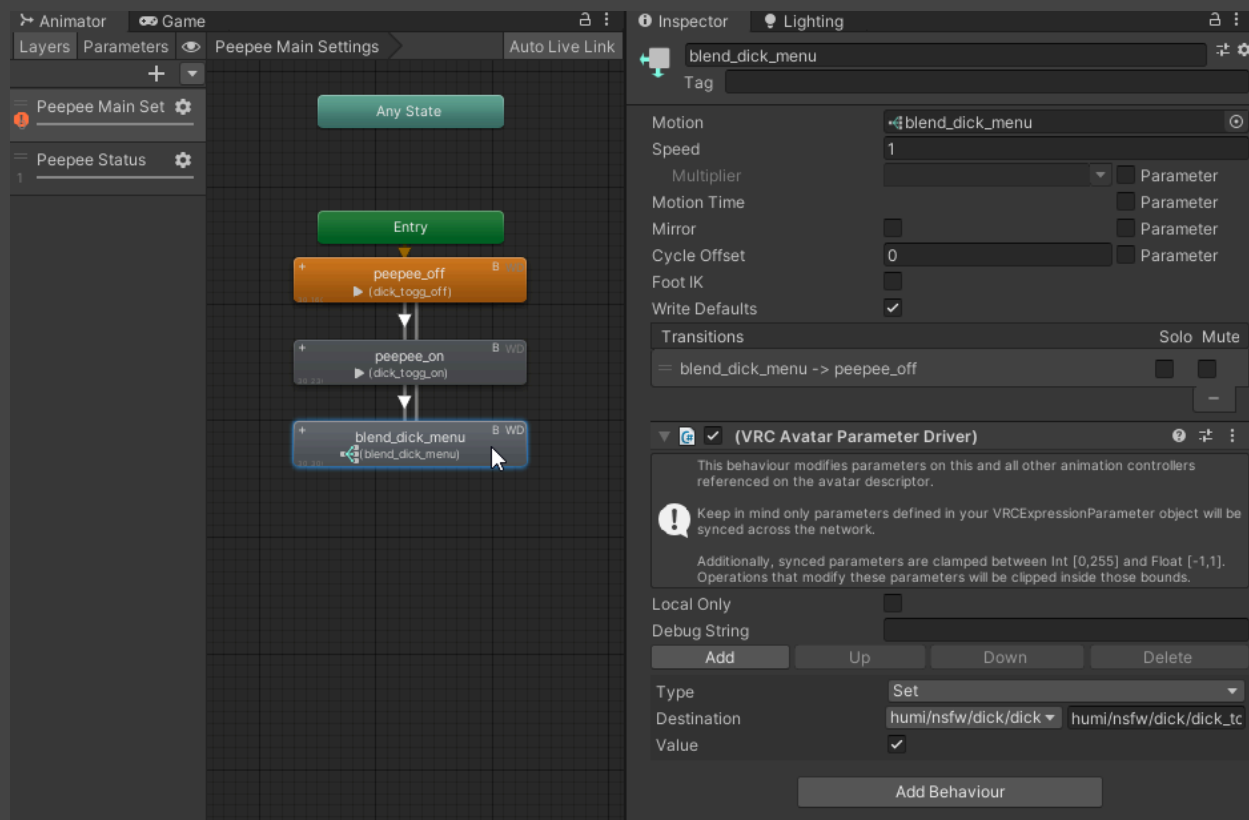 Animator
Game
Layers Parameters
Peepee Main Settings
Auto Live Link
Peepee Main Set
Peepee Status
1
Any State
Entry
peepee_off
B
(dick_togg_off)
peepee_on
B WD
(dick_togg_on)
blend_dick_menu
B WD
(blend_dick_menu)
Inspector
Lighting
blend_dick_menu
Tag
Motion
blend_dick_menu
Speed
1
Multiplier
Parameter
Motion Time
Parameter
Mirror
Parameter
Cycle Offset
0
Parameter
Foot IK
Write Defaults
Transitions
Solo Mute
blend_dick_menu -> peepee_off
(VRC Avatar Parameter Driver)
This behaviour modifies parameters on this and all other animation controllers
referenced on the avatar descriptor.
Keep in mind only parameters defined in your VRCExpressionParameter object will be
synced across the network.
Additionally, synced parameters are clamped between Int [0,255] and Float [-1,1].
Operations that modify these parameters will be clipped inside those bounds.
Local Only
Debug String
Add
Up
Down
Delete
Type
Set
Destination
humi/nsfw/dick/dick
humi/nsfw/dick/dick_to
Value
Add Behaviour